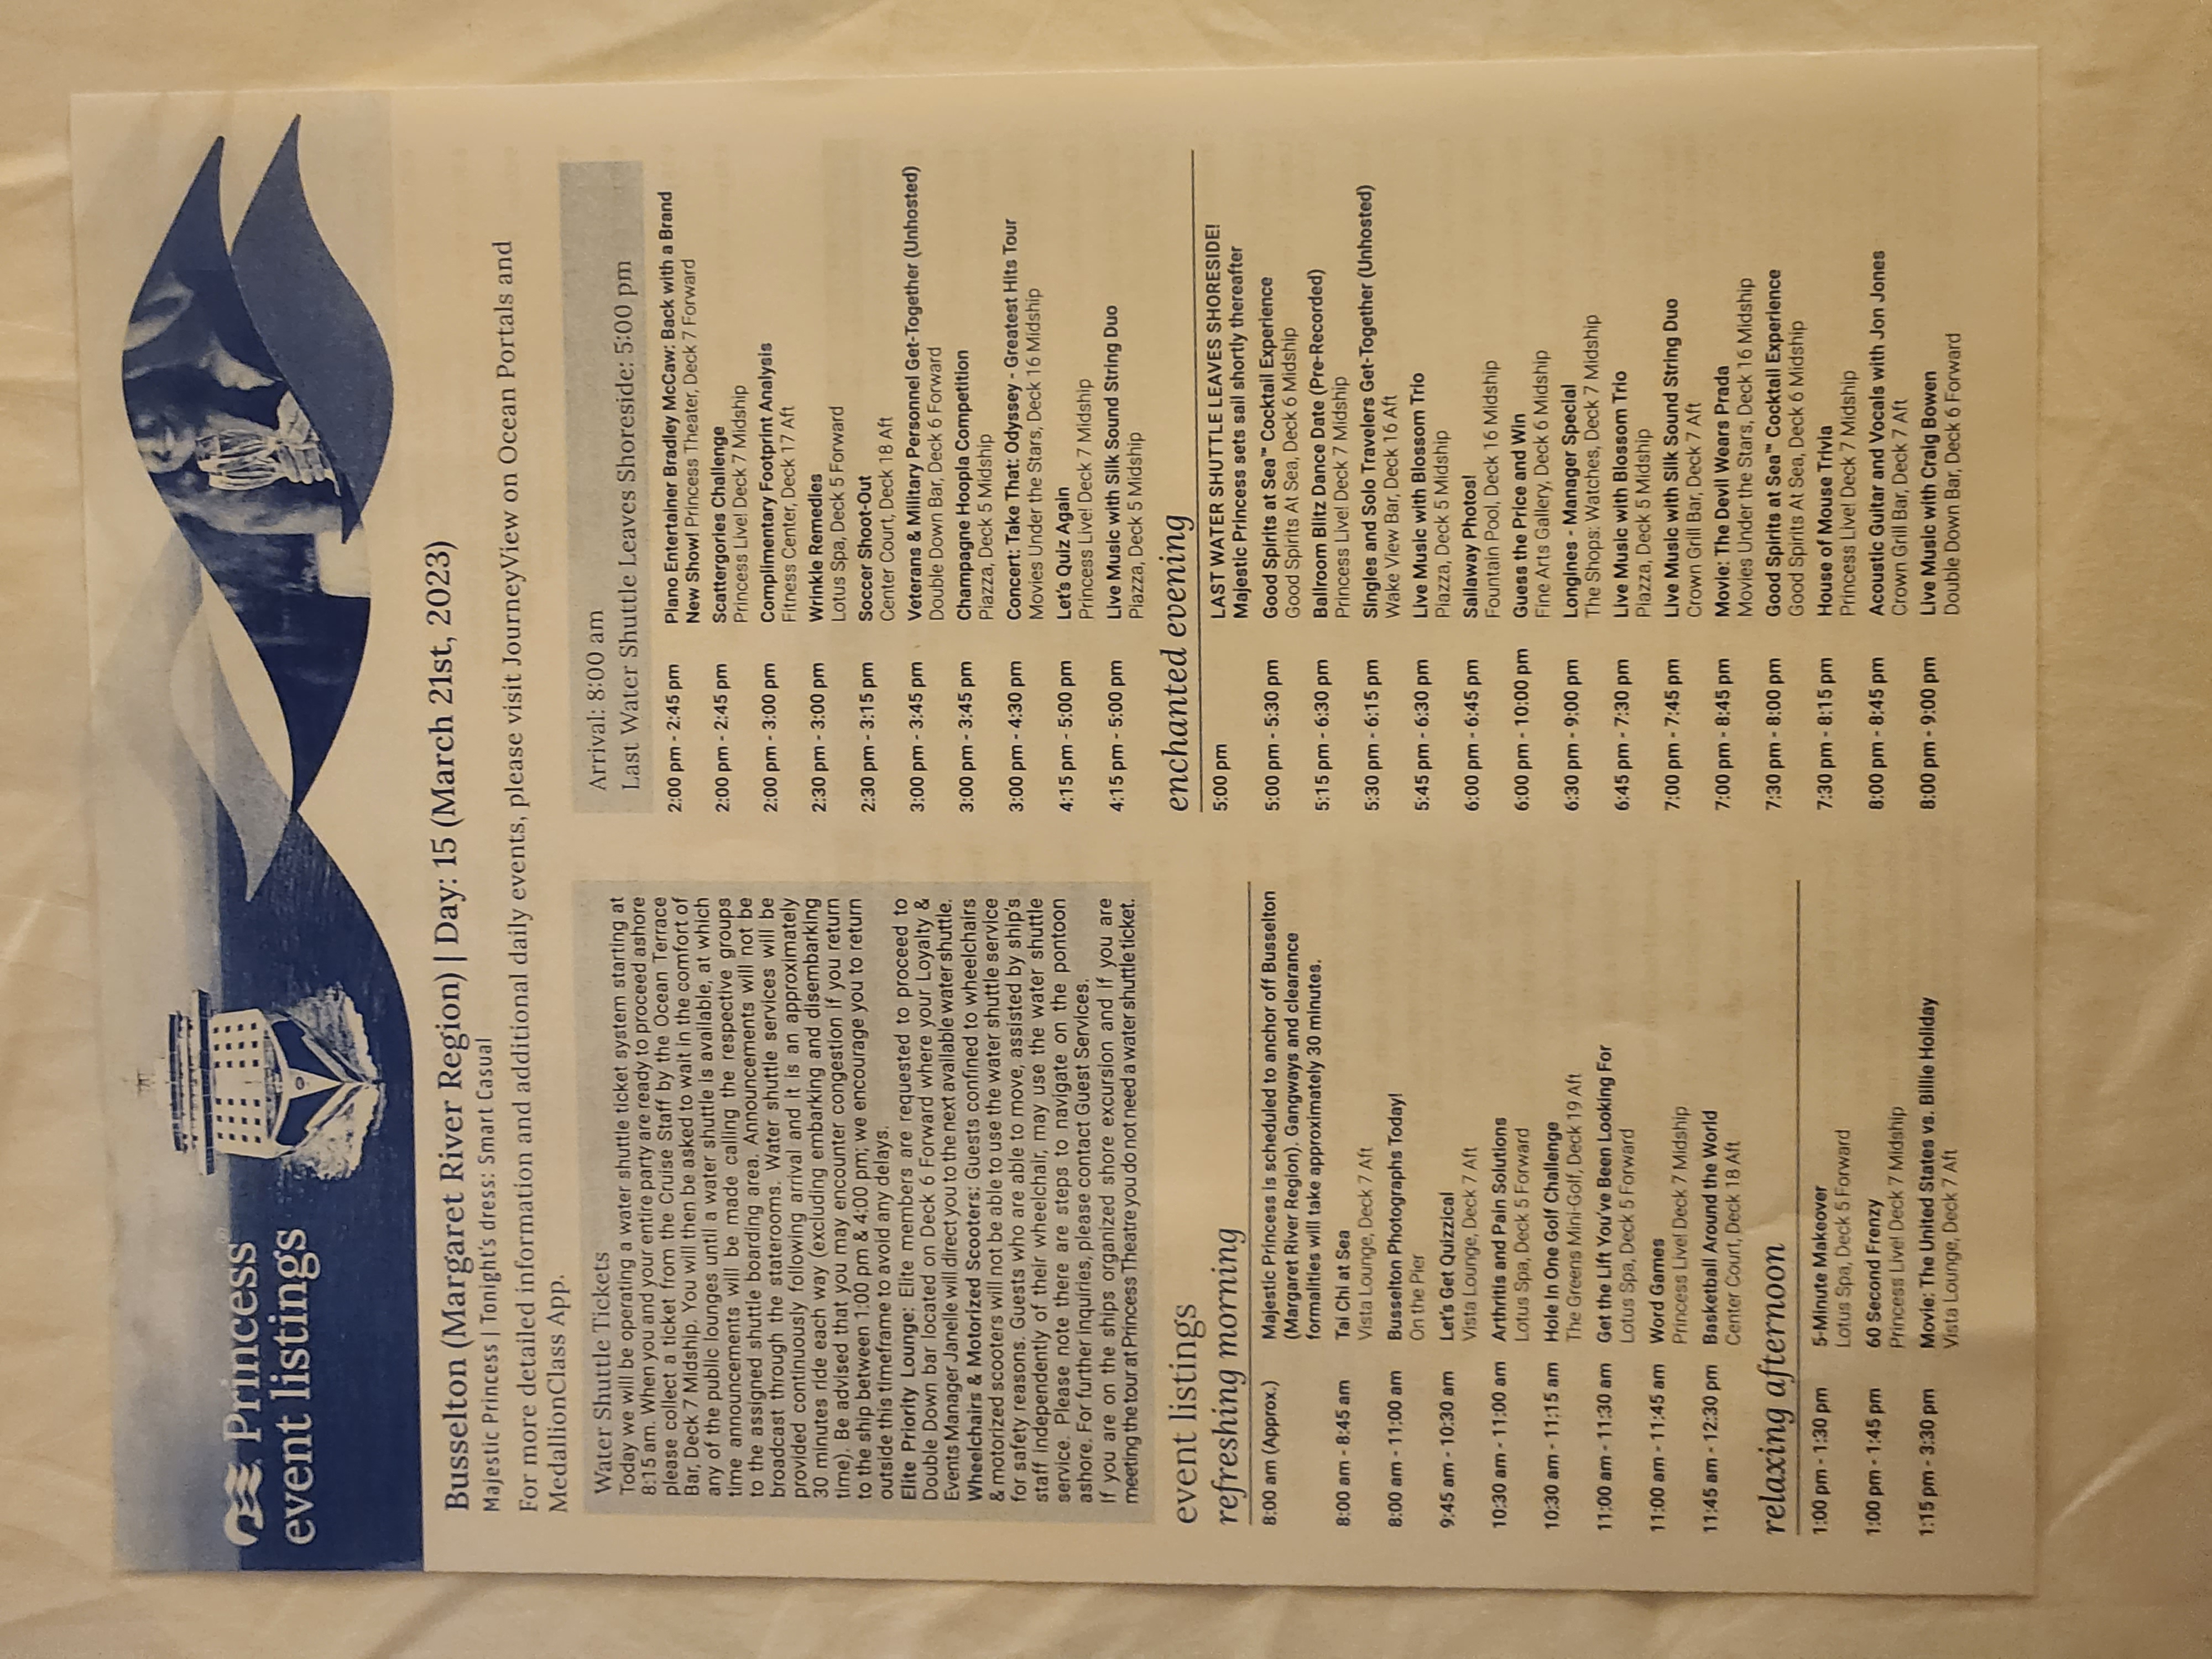 Princess
event listings
Busselton (Margaret River Region) | Day: 15 (March 21st, 2023)
Majestic Princess | Tonight's dress: Smart Casual
For more detailed information and additional daily events, please visit JourneyView on Ocean Portals and
MedallionClass App.
Water Shuttle Tickets
Today we will be operating a water shuttle ticket system starting at
8:15 am. When you and your entire party are ready to proceed ashore
please collect a ticket from the Cruise Staff by the Ocean Terrace
Bar, Deck 7 Midship. You will then be asked to wait in the comfort of
any of the public lounges until a water shuttle is available, at which
time announcements will be made calling the respective groups
to the assigned shuttle boarding area. Announcements will not be
broadcast through the staterooms. Water shuttle services will be
provided continuously following arrival and it is an approximately
30 minutes ride each way (excluding embarking and disembarking
time). Be advised that you may encounter congestion if you return
to the ship between 1:00 pm & 4:00 pm; we encourage you to return
outside this timeframe to avoid any delays.
Elite Priority Lounge: Elite members are requested to proceed to
Double Down bar located on Deck 6 Forward where your Loyalty &
Events Manager Janelle will direct you to the next available water shuttle.
Wheelchairs & Motorized Scooters: Guests confined to wheelchairs
& motorized scooters will not be able to use the water shuttle service
for safety reasons. Guests who are able to move, assisted by ship's
staff independently of their wheelchair, may use the water shuttle
service. Please note there are steps to navigate on the pontoon
ashore. For further inquiries, please contact Guest Services.
If you are on the ships organized shore excursion and if you are
meeting the tour at Princess Theatre you do not need a water shuttle ticket.
event listings
refreshing morning
8:00 am (Approx.) Majestic Princess is scheduled to anchor off Busselton
(Margaret River Region). Gangways and clearance
formalities will take approximately 30 minutes.
8:00 am - 8:45 am Tai Chi at Sea
Vista Lounge, Deck 7 Aft
8:00 am - 11:00 am Busselton Photographs Today!
On the Pier
9:45 am - 10:30 am Let's Get Quizzical
Vista Lounge, Deck 7 Aft
10:30 am - 11:00 am Arthritis and Pain Solutions
Lotus Spa, Deck 5 Forward
10:30 am - 11:15 am Hole In One Golf Challenge
The Greens Mini-Golf, Deck 19 Aft
11:00 am - 11:30 am Get the Lift You've Been Looking For
Lotus Spa, Deck 5 Forward
11:00 am - 11:45 am Word Games
Princess Live! Deck 7 Midship
11:45 am - 12:30 pm Basketball Around the World
Center Court, Deck 18 Aft
relaxing afternoon
1:00 pm - 1:30 pm 5-Minute Makeover
Lotus Spa, Deck 5 Forward
1:00 pm - 1:45 pm 60 Second Frenzy
Princess Live! Deck 7 Midship
1:15 pm - 3:30 pm Movie: The United States vs. Billie Holiday
Vista Lounge, Deck 7 Aft
Arrival: 8:00 am
Last Water Shuttle Leaves Shoreside: 5:00 pm
2:00 pm - 2:45 pm Piano Entertainer Bradley McCaw: Back with a Brand
New Show! Princess Theater, Deck 7 Forward
2:00 pm - 2:45 pm Scattergories Challenge
Princess Live! Deck 7 Midship
2:00 pm - 3:00 pm Complimentary Footprint Analysis
Fitness Center, Deck 17 Aft
2:30 pm - 3:00 pm Wrinkle Remedies
Lotus Spa, Deck 5 Forward
2:30 pm - 3:15 pm Soccer Shoot-Out
Center Court, Deck 18 Aft
3:00 pm - 3:45 pm Veterans & Military Personnel Get-Together (Unhosted)
Double Down Bar, Deck 6 Forward
3:00 pm - 3:45 pm Champagne Hoopla Competition
Piazza, Deck 5 Midship
3:00 pm - 4:30 pm Concert: Take That: Odyssey - Greatest Hits Tour
Movies Under the Stars, Deck 16 Midship
4:15 pm - 5:00 pm Let's Quiz Again
Princess Live! Deck 7 Midship
4:15 pm - 5:00 pm Live Music with Silk Sound String Duo
Piazza, Deck 5 Midship
enchanted evening
5:00 pm LAST WATER SHUTTLE LEAVES SHORESIDE!
Majestic Princess sets sail shortly thereafter
5:00 pm - 5:30 pm Good Spirits at Sea™ Cocktail Experience
Good Spirits At Sea, Deck 6 Midship
5:15 pm - 6:30 pm Ballroom Blitz Dance Date (Pre-Recorded)
Princess Live! Deck 7 Midship
5:30 pm - 6:15 pm Singles and Solo Travelers Get-Together (Unhosted)
Wake View Bar, Deck 16 Aft
5:45 pm - 6:30 pm Live Music with Blossom Trio
Piazza, Deck 5 Midship
6:00 pm - 6:45 pm Sailaway Photos!
Fountain Pool, Deck 16 Midship
6:00 pm - 10:00 pm Guess the Price and Win
Fine Arts Gallery, Deck 6 Midship
6:30 pm - 9:00 pm Longines - Manager Special
The Shops: Watches, Deck 7 Midship
6:45 pm - 7:30 pm Live Music with Blossom Trio
Piazza, Deck 5 Midship
7:00 pm - 7:45 pm Live Music with Silk Sound String Duo
Crown Grill Bar, Deck 7 Aft
7:00 pm - 8:45 pm Movie: The Devil Wears Prada
Movies Under the Stars, Deck 16 Midship
7:30 pm - 8:00 pm Good Spirits at Sea™ Cocktail Experience
Good Spirits At Sea, Deck 6 Midship
7:30 pm - 8:15 pm House of Mouse Trivia
Princess Live! Deck 7 Midship
8:00 pm - 8:45 pm Acoustic Guitar and Vocals with Jon Jones
Crown Grill Bar, Deck 7 Aft
8:00 pm - 9:00 pm Live Music with Craig Bowen
Double Down Bar, Deck 6 Forward